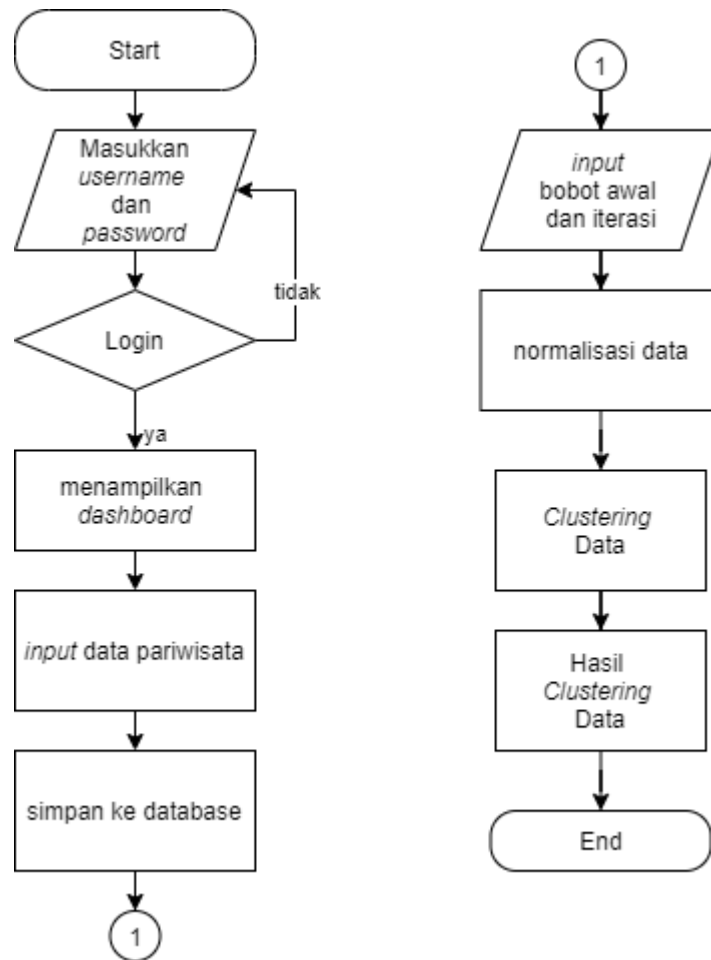 Start
Masukkan
username
dan
password
tidak
Login
ya
menampilkan
dashboard
input data pariwisata
simpan ke database
1
1
input
bobot awal
dan iterasi
normalisasi data
Clustering
Data
Hasil
Clustering
Data
End